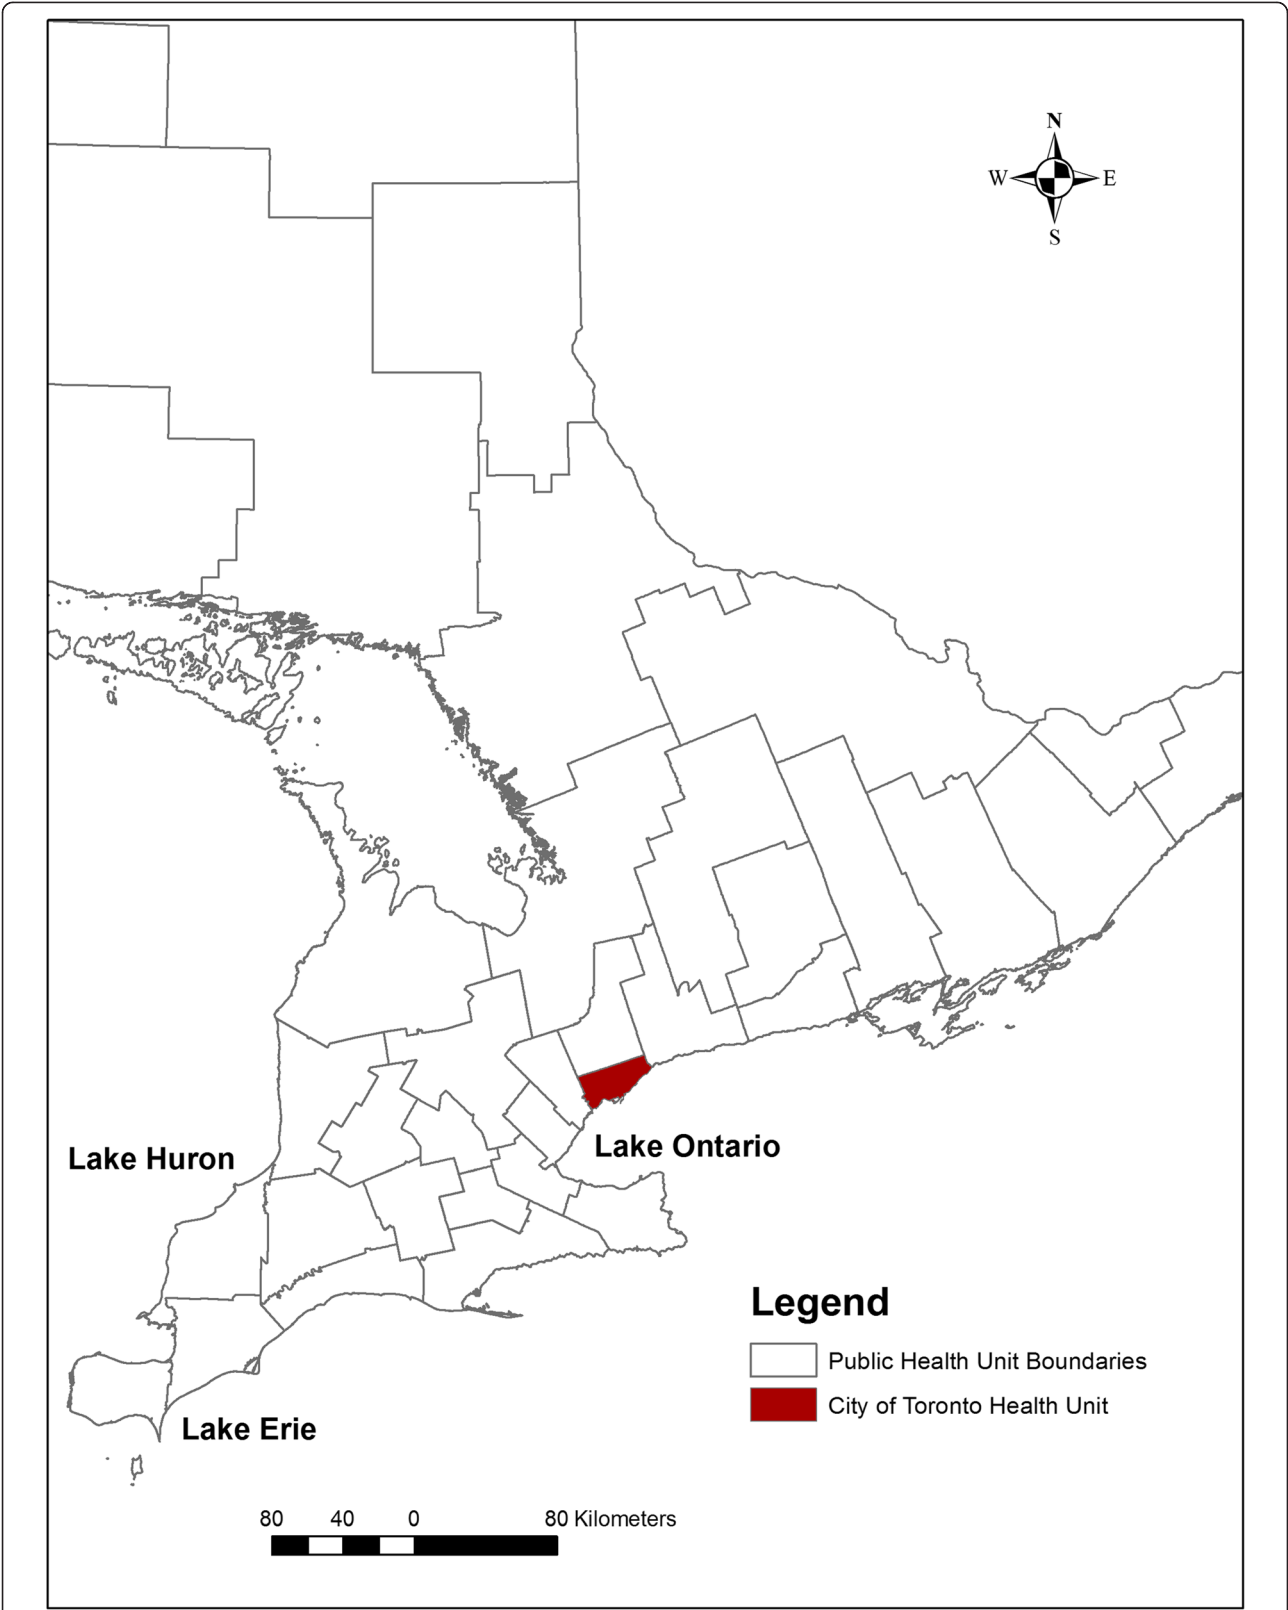 N
W E
S
Lake Huron
Lake Ontario
Lake Erie
Legend
Public Health Unit Boundaries
City of Toronto Health Unit
80 40 0 80 Kilometers